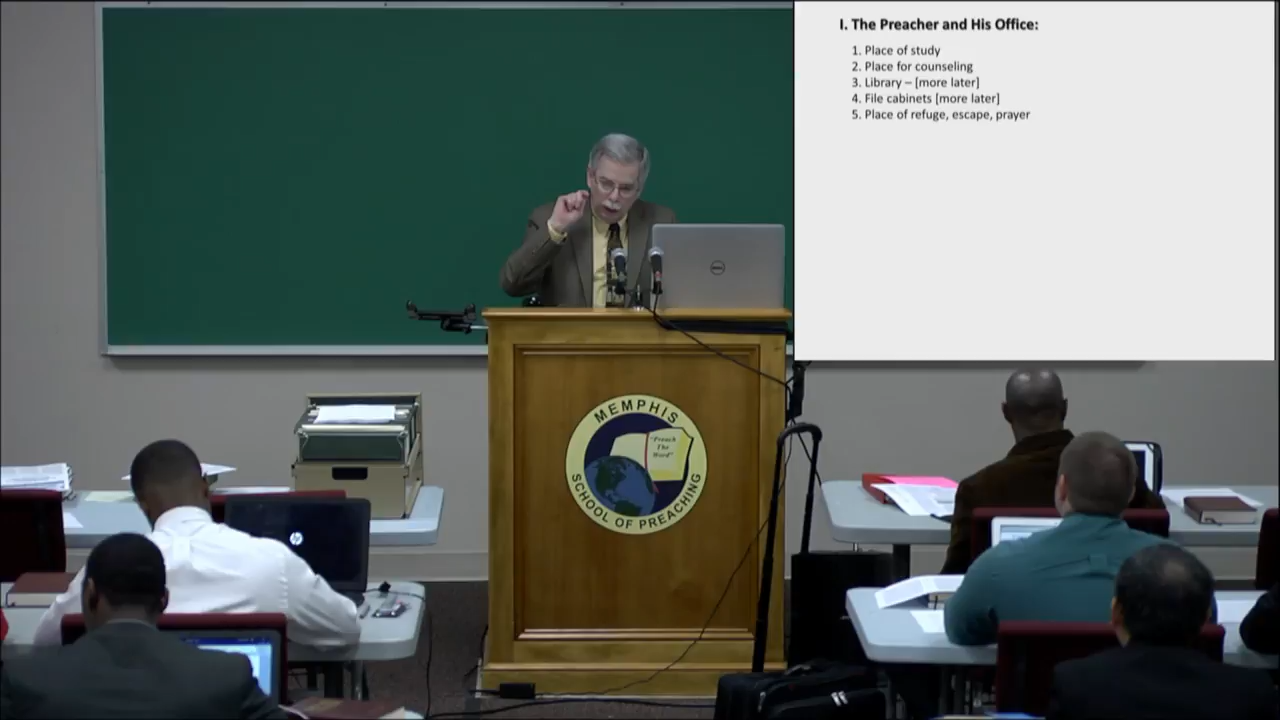 I. The Preacher and His Office:
1. Place of study
2. Place for counseling
3. Library – [more later]
4. File cabinets [more later]
5. Place of refuge, escape, prayer
DELL
MEMPHIS
"Preach
The
Word"
SCHOOL OF PREACHING
hp